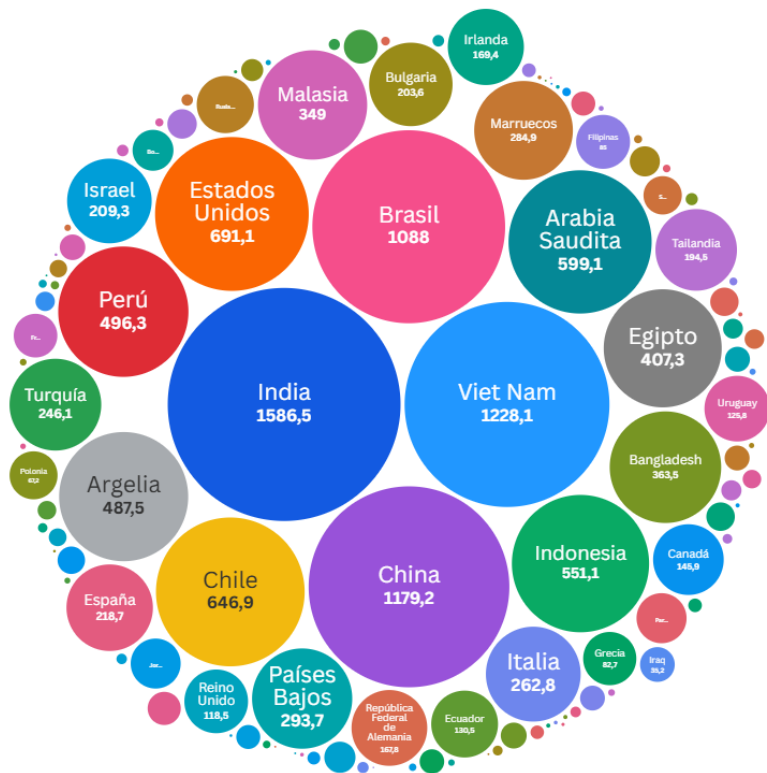 Irlanda
169,4
Bulgaria
203,6
Malasia
349
Marruecos
284,9
Filipinas
85
Israel
209,3
Estados
Unidos
691,1
Brasil
1088
Arabia
Saudita
599,1
Tailandia
194,5
Perú
496,3
Egipto
407,3
Turquía
246,1
India
1586,5
Viet Nam
1228,1
Uruguay
125,8
Polonia
67,2
Argelia
487,5
Bangladesh
363,5
Chile
646,9
China
1179,2
Indonesia
551,1
Canadá
145,9
España
218,7
Italia
262,8
Grecia
82,7
Iraq
35,2
Reino
Unido
118,5
Países
Bajos
293,7
República
Federal
de
Alemania
167,8
Ecuador
130,5